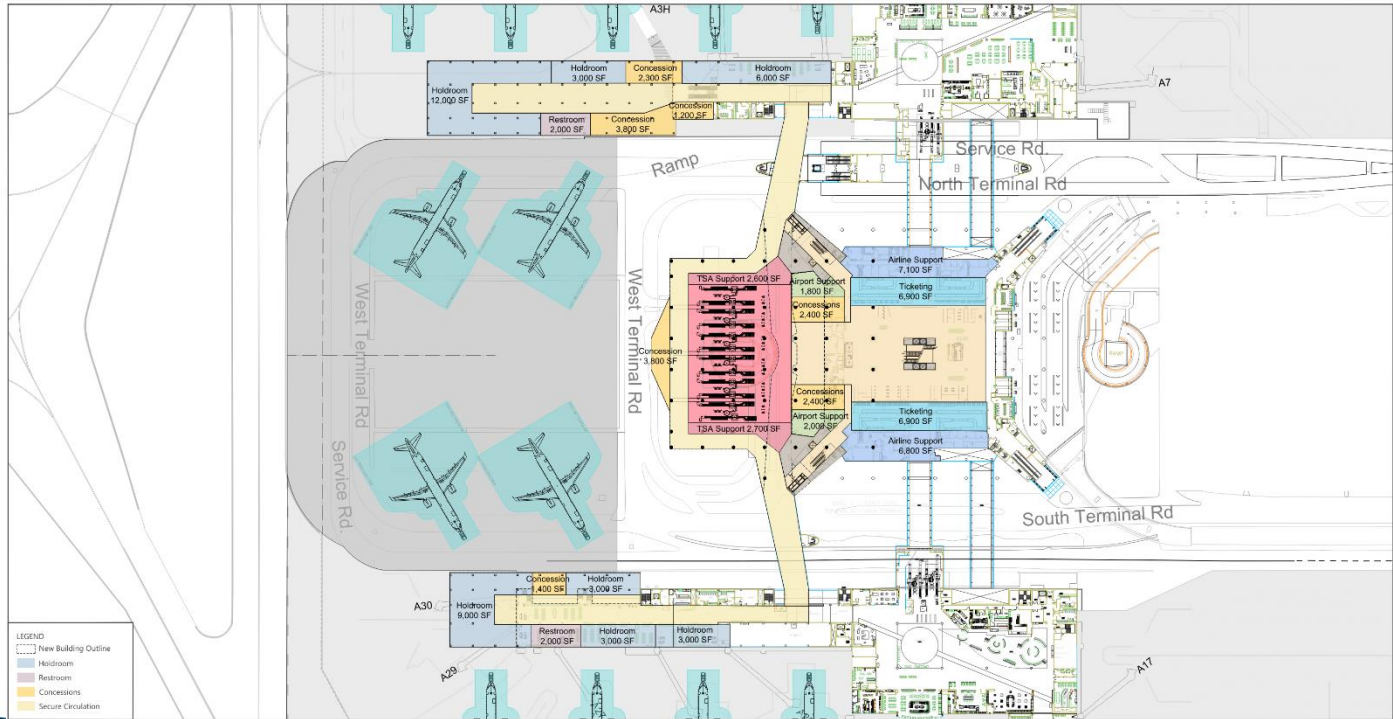 A3H
A7
Holdroom
3,000 SF
Concession
2,300 SF
Holdroom
6,000 SF
Holdroom
12,000 SF
Concession
1,200 SF
Restroom
2,000 SF
Concession
3,800 SF
Service Rd.
Ramp
North Terminal Rd
Airline Support
7,100 SF
TSA Support 2,600 SF
Airport Support
1,800 SF
Ticketing
6,900 SF
Concessions
2,400 SF
West Terminal Rd
West Terminal Rd
Concession
3,800 SF
RAMP
Concessions
2,400 SF
Ticketing
6,900 SF
Airport Support
2,000 SF
TSA Support 2,700 SF
Airline Support
6,800 SF
Service Rd.
South Terminal Rd
Concession
1,400 SF
Holdroom
3,000 SF
A30
Holdroom
9,000 SF
Restroom
2,000 SF
Holdroom
3,000 SF
Holdroom
3,000 SF
A29
A17
LEGEND
New Building Outline
Holdroom
Restroom
Concessions
Secure Circulation